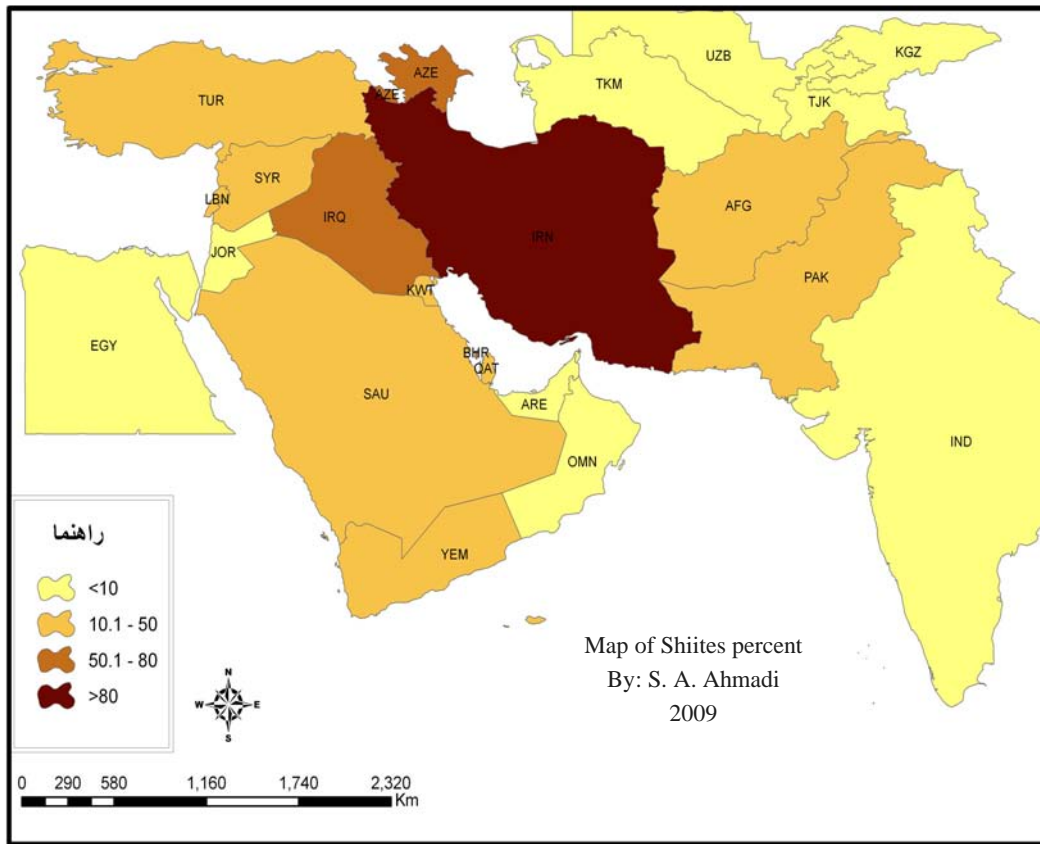 AZE
UZB
KGZ
TUR
AZE
TKM
TJK
SYR
LBN
AFG
IRQ
IRN
JOR
PAK
KWT
EGY
BHR
QAT
SAU
ARE
IND
OMN
YEM
راهنما
<10
10.1 - 50
50.1 - 80
>80
N
W E
S
Map of Shiites percent
By: S. A. Ahmadi
2009
0 290 580 1,160 1,740 2,320
Km